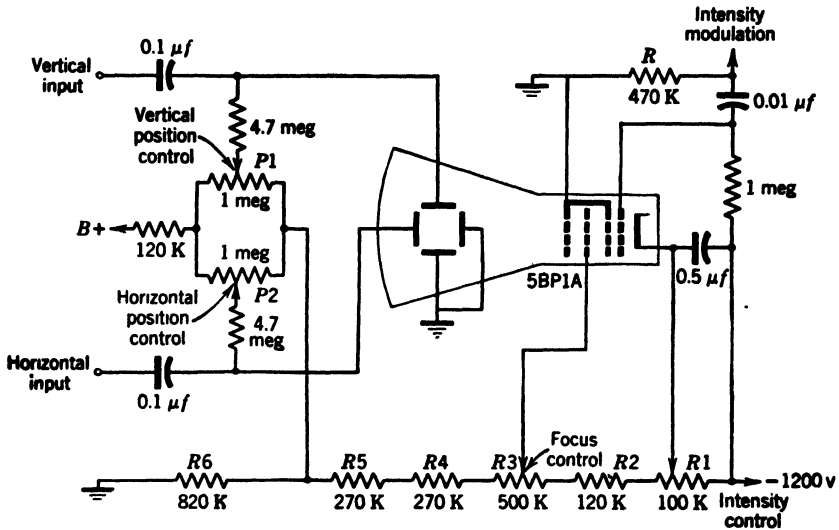 Intensity
modulation
0.1 μf
Vertical
input
R
470 K
0.01 μf
Vertical
position
control
4.7 meg
P1
1 meg
1 meg
B+
120 K
1 meg
P2
Horizontal
position
control
4.7
meg
5BP1A
0.5 μf
Horizontal
input
0.1 μf
Focus
control
R6
R5
R4
R3
R2
R1
-1200 v
820 K
270 K
270 K
500 K
120 K
100 K
Intensity
control